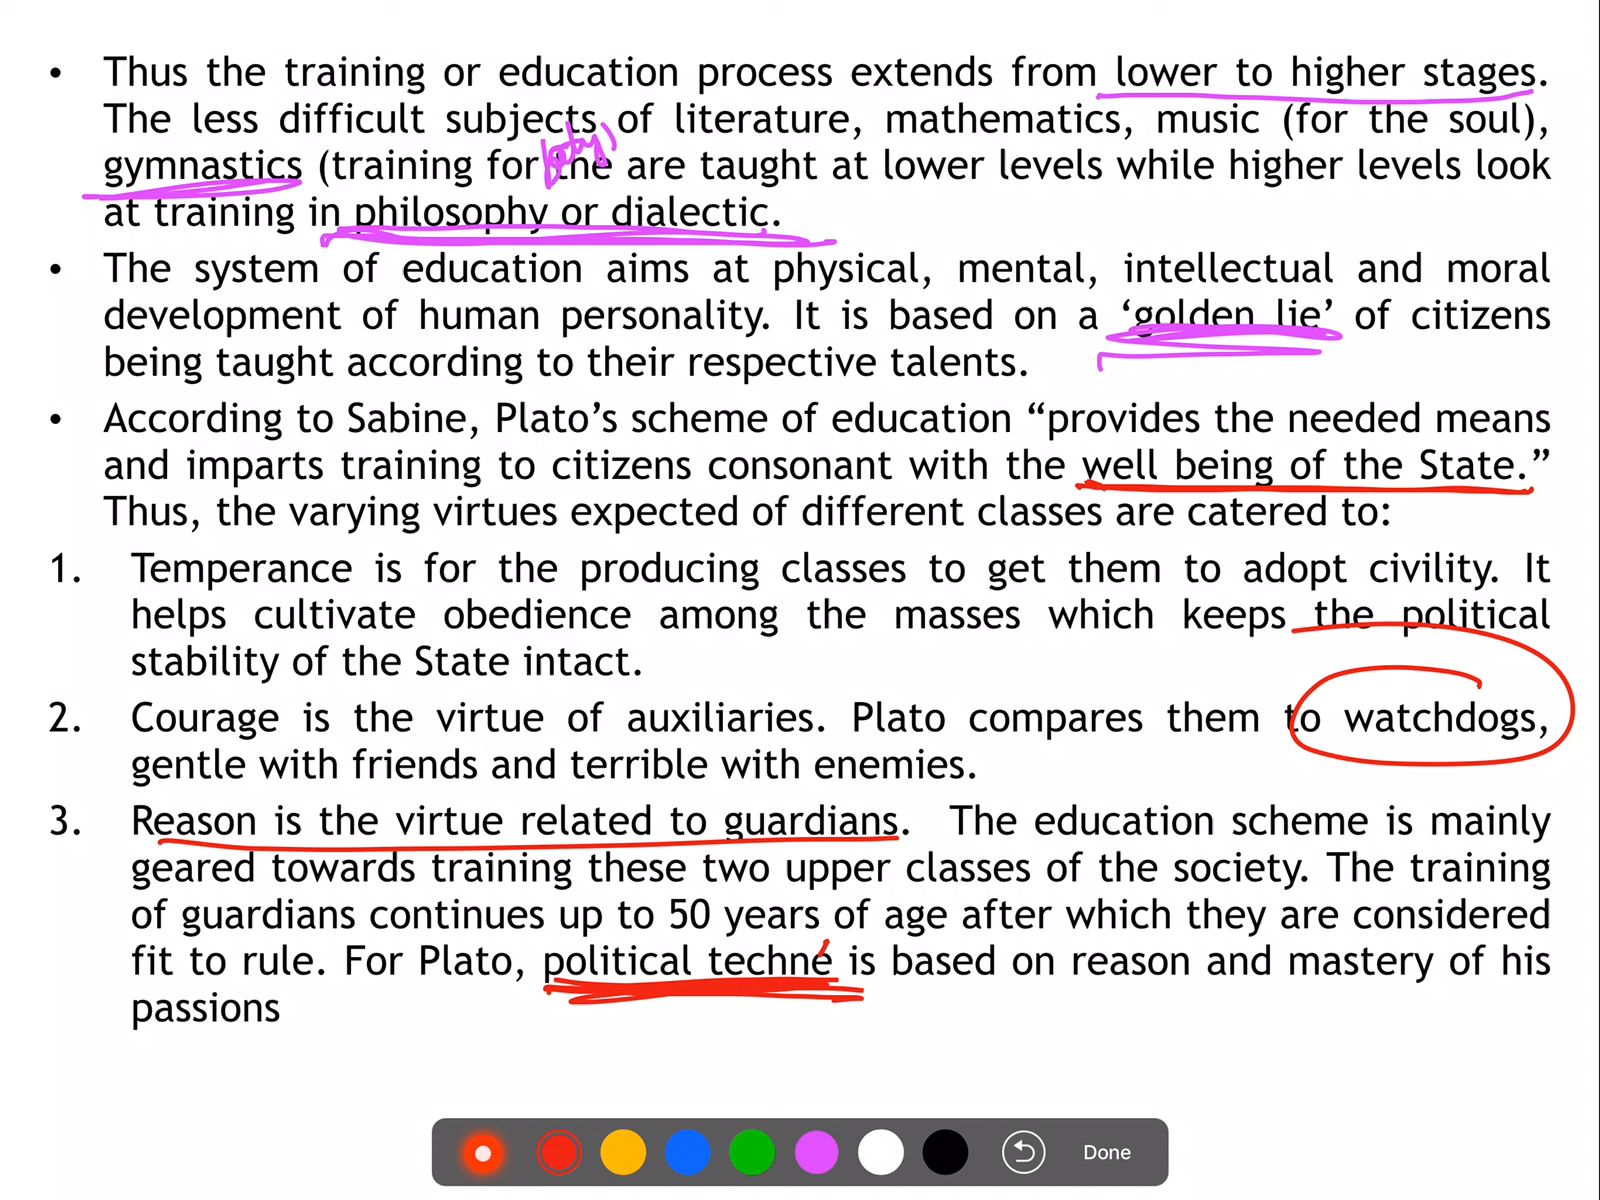 • Thus the training or education process extends from lower to higher stages.
The less difficult subjects of literature, mathematics, music (for the soul),
gymnastics (training for the body) are taught at lower levels while higher levels look
at training in philosophy or dialectic.
• The system of education aims at physical, mental, intellectual and moral
development of human personality. It is based on a ‘golden lie’ of citizens
being taught according to their respective talents.
• According to Sabine, Plato’s scheme of education “provides the needed means
and imparts training to citizens consonant with the well being of the State.”
Thus, the varying virtues expected of different classes are catered to:
1. Temperance is for the producing classes to get them to adopt civility. It
helps cultivate obedience among the masses which keeps the political
stability of the State intact.
2. Courage is the virtue of auxiliaries. Plato compares them to watchdogs,
gentle with friends and terrible with enemies.
3. Reason is the virtue related to guardians. The education scheme is mainly
geared towards training these two upper classes of the society. The training
of guardians continues up to 50 years of age after which they are considered
fit to rule. For Plato, political techné is based on reason and mastery of his
passions
Done